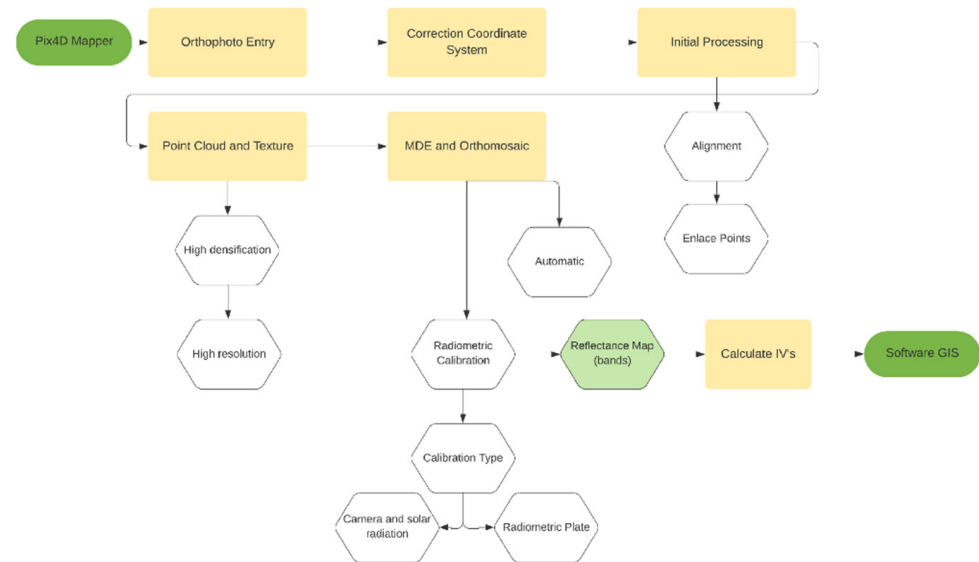 Pix4D Mapper
Orthophoto Entry
Correction Coordinate
System
Initial Processing
Point Cloud and Texture
MDE and Orthomosaic
Alignment
High densification
Automatic
Enlace Points
High resolution
Radiometric
Calibration
Reflectance Map
(bands)
Calculate IV's
Software GIS
Calibration Type
Camera and solar
radiation
Radiometric Plate